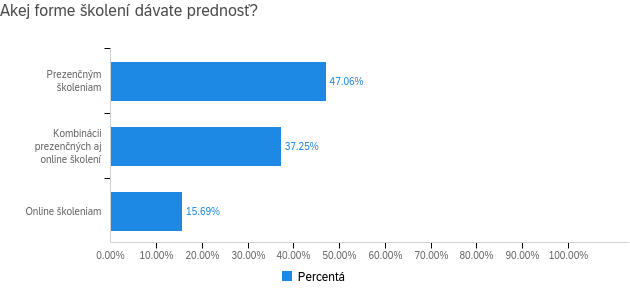 Akej forme školení dávate prednosť?
Prezenčným
školeniam
47.06%
Kombinácii
prezenčných aj
online školení
37.25%
Online školeniam
15.69%
0.00% 10.00% 20.00% 30.00% 40.00% 50.00% 60.00% 70.00% 80.00% 90.00% 100.00%
Percentá